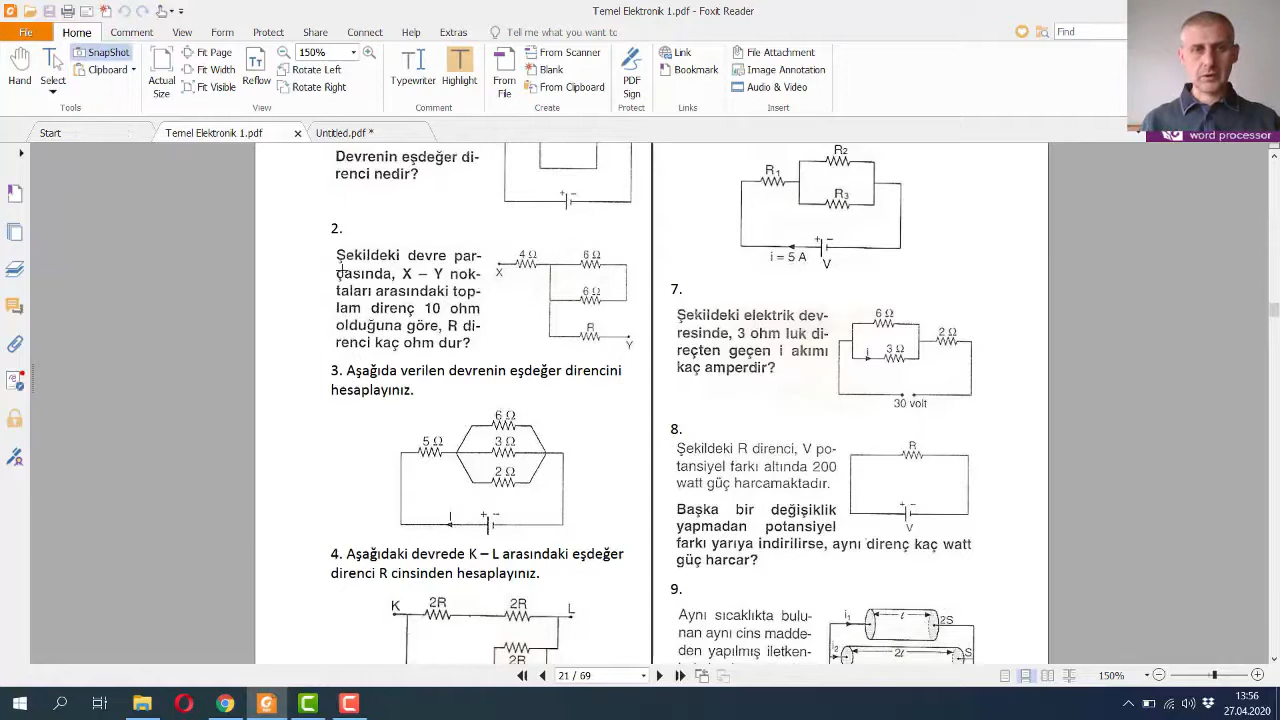 Temel Elektronik 1.pdf - Foxit Reader
File Home Comment View Form Protect Share Connect Help Extras Tell me what you want to do Find
Hand Select SnapShot Clipboard
Tools
Actual Size Fit Page Fit Width Fit Visible Reflow 150% Rotate Left Rotate Right
View
Typewriter Highlight
Comment
From File From Scanner Blank From Clipboard
Create
PDF Sign
Protect
Link Bookmark
Links
File Attachment Image Annotation Audio & Video
Insert
Start Temel Elektronik 1.pdf Untitled.pdf *
word processor
Devrenin eşdeğer di-
renci nedir?
+ -
2.
Şekildeki devre par-
çasında, X – Y nok-
taları arasındaki top-
lam direnç 10 ohm
olduğuna göre, R di-
renci kaç ohm dur?
X 4 Ω 6 Ω
6 Ω
R
Y
3. Aşağıda verilen devrenin eşdeğer direncini
hesaplayınız.
6 Ω
5 Ω 3 Ω
2 Ω
I + -
4. Aşağıdaki devrede K – L arasındaki eşdeğer
direnci R cinsinden hesaplayınız.
K 2R 2R L
2R
R2
R1
R3
+ -
i = 5 A V
7.
Şekildeki elektrik dev-
resinde, 3 ohm luk di-
reçten geçen i akımı
kaç amperdir?
6 Ω
2 Ω
i 3 Ω
30 volt
8.
Şekildeki R direnci, V po-
tansiyel farkı altında 200
watt güç harcamaktadır.
Başka bir değişiklik
yapmadan potansiyel
farkı yarıya indirilirse, aynı direnç kaç watt
güç harcar?
R
+ -
V
9.
Aynı sıcaklıkta bulu-
nan aynı cins madde-
den yapılmış iletken-
i1 ℓ 2S
i2 2ℓ S
21 / 69
150%
13:56
27.04.2020